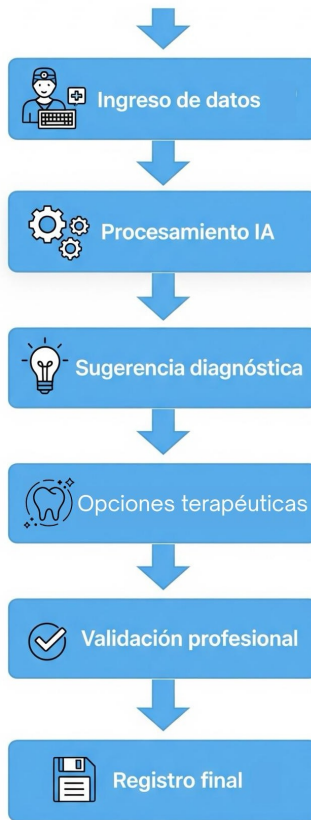 Ingreso de datos
Procesamiento IA
Sugerencia diagnóstica
Opciones terapéuticas
Validación profesional
Registro final